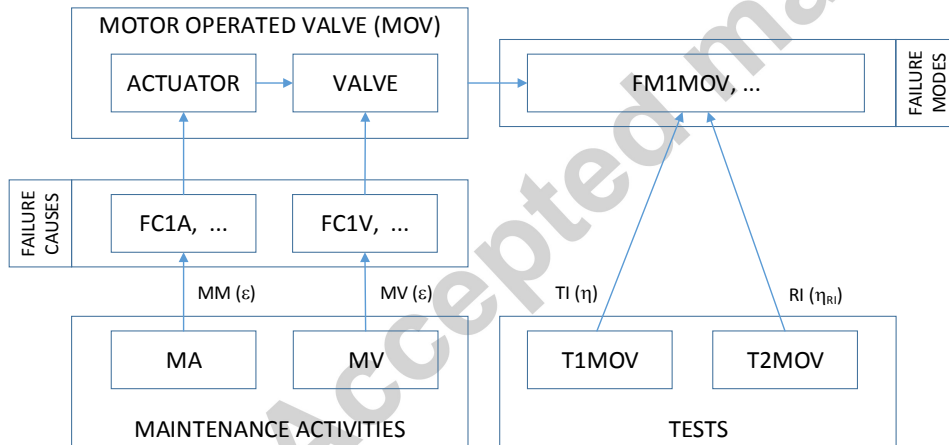 MOTOR OPERATED VALVE (MOV)
ACTUATOR
VALVE
FM1MOV, ...
FAILURE
MODES
FAILURE
CAUSES
FC1A, ...
FC1V, ...
MM (ε)
MV (ε)
TI (η)
RI (ηRI)
MA
MV
T1MOV
T2MOV
MAINTENANCE ACTIVITIES
TESTS
Accepted ma